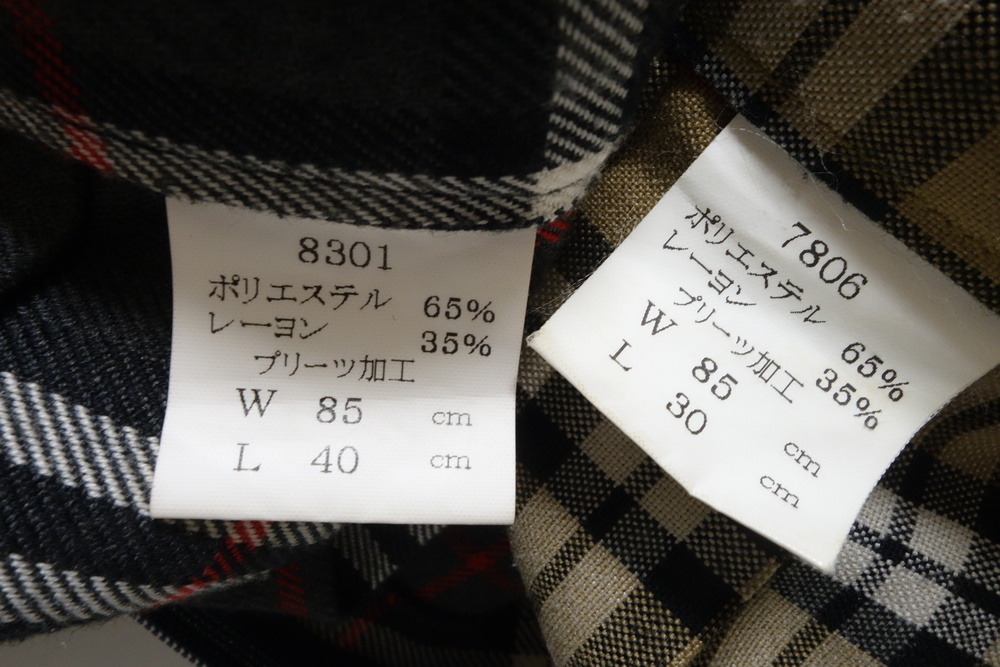 8301
ポリエステル 65%
レーヨン 35%
プリーツ加工
W 85 cm
L 40 cm
7806
ポリエステル 65%
レーヨン 35%
プリーツ加工
W 85 cm
L 30 cm